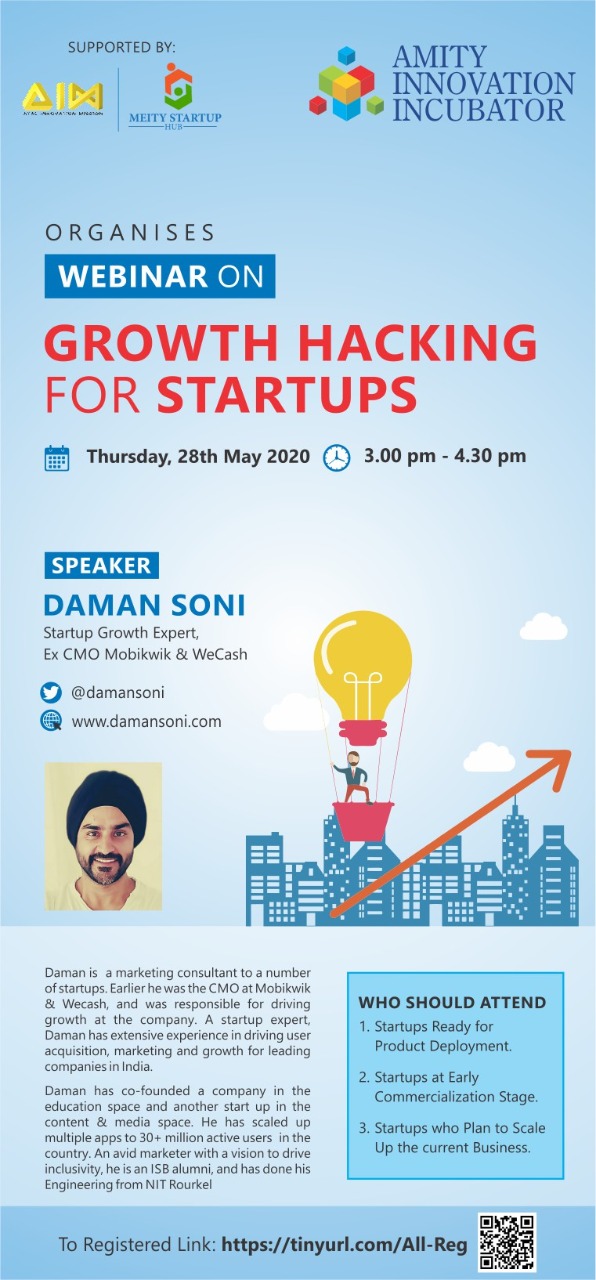 SUPPORTED BY:
AIM
ATAL INNOVATION MISSION
MEITY STARTUP
HUB
AMITY
INNOVATION
INCUBATOR
ORGANISES
WEBINAR ON
GROWTH HACKING
FOR STARTUPS
Thursday, 28th May 2020
3.00 pm - 4.30 pm
SPEAKER
DAMAN SONI
Startup Growth Expert,
Ex CMO Mobikwik & WeCash
@damansoni
www.damansoni.com
Daman is a marketing consultant to a number
of startups. Earlier he was the CMO at Mobikwik
& Wecash, and was responsible for driving
growth at the company. A startup expert,
Daman has extensive experience in driving user
acquisition, marketing and growth for leading
companies in India.
Daman has co-founded a company in the
education space and another start up in the
content & media space. He has scaled up
multiple apps to 30+ million active users in the
country. An avid marketer with a vision to drive
inclusivity, he is an ISB alumni, and has done his
Engineering from NIT Rourkel
WHO SHOULD ATTEND
1. Startups Ready for
Product Deployment.
2. Startups at Early
Commercialization Stage.
3. Startups who Plan to Scale
Up the current Business.
To Registered Link: https://tinyurl.com/All-Reg